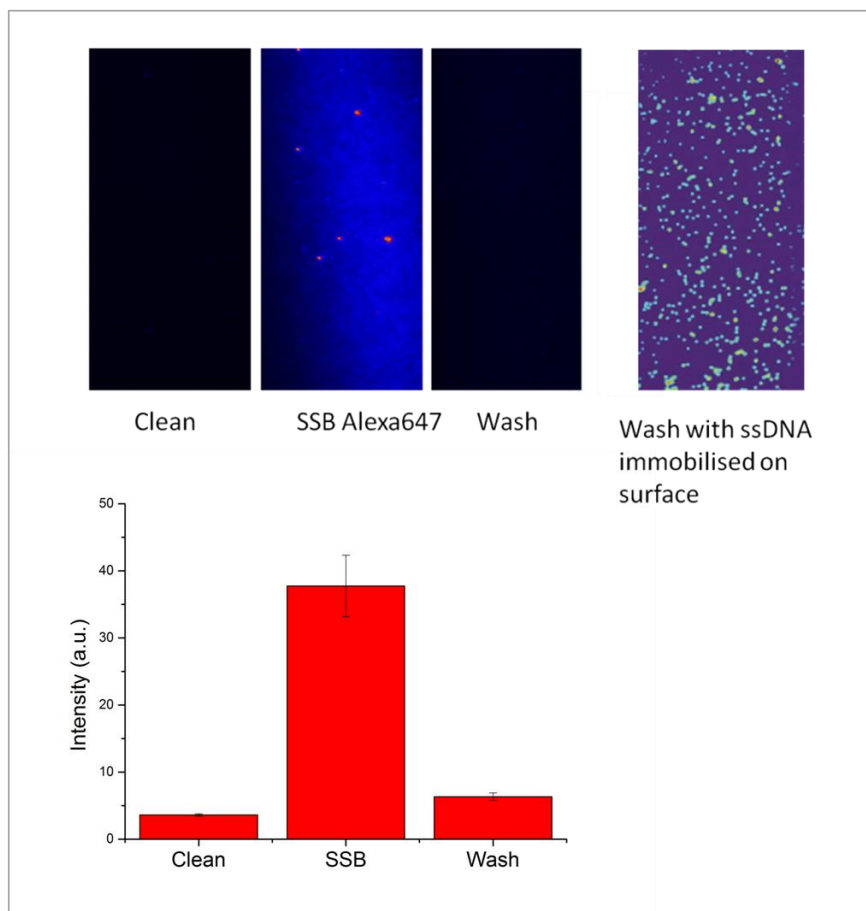 Clean
SSB Alexa647
Wash
Wash with ssDNA
immobilised on
surface
50
40
30
20
10
0
Intensity (a.u.)
Clean
SSB
Wash